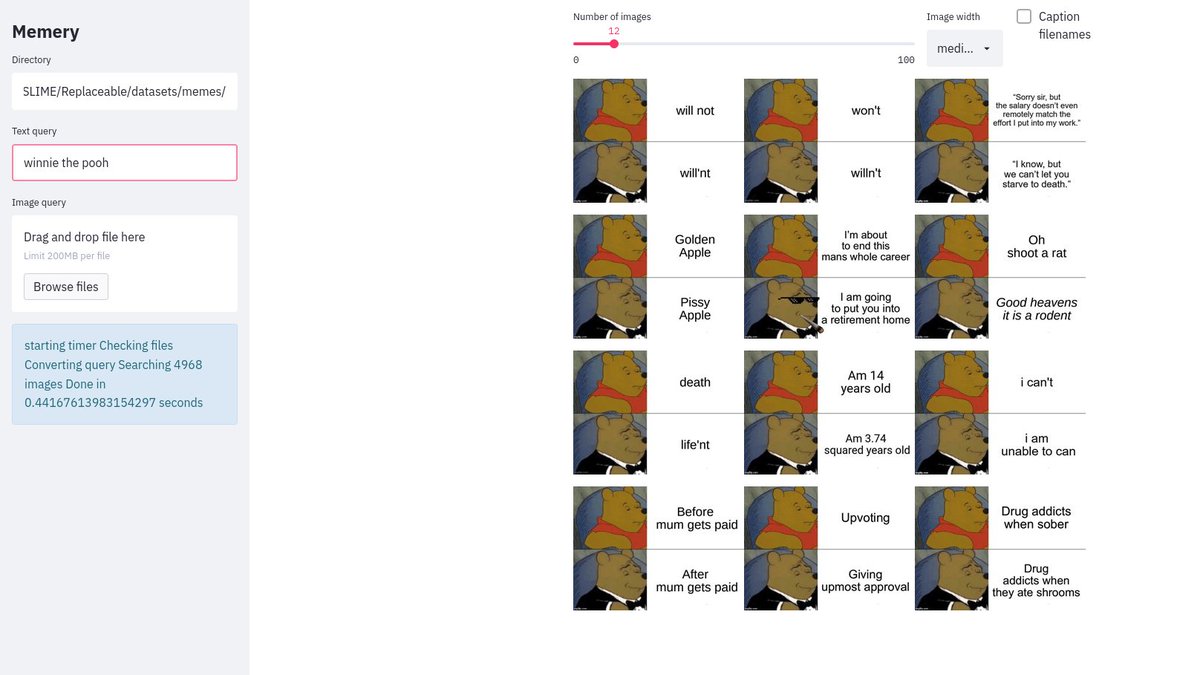 Memery
Directory
SLIME/Replaceable/datasets/memes/
Text query
winnie the pooh
Image query
Drag and drop file here
Limit 200MB per file
Browse files
starting timer Checking files
Converting query Searching 4968
images Done in
0.44167613983154297 seconds
Number of images
12
0
100
Image width
medi...
Caption
filenames
will not
will'nt
won't
willn't
"Sorry sir, but
the salary doesn't even
remotely match the
effort I put into my work."
"I know, but
we can't let you
starve to death."
Golden
Apple
Pissy
Apple
I'm about
to end this
mans whole career
I am going
to put you into
a retirement home
Oh
shoot a rat
Good heavens
it is a rodent
death
life'nt
Am 14
years old
Am 3.74
squared years old
i can't
i am
unable to can
Before
mum gets paid
After
mum gets paid
Upvoting
Giving
upmost approval
Drug addicts
when sober
Drug
addicts when
they ate shrooms